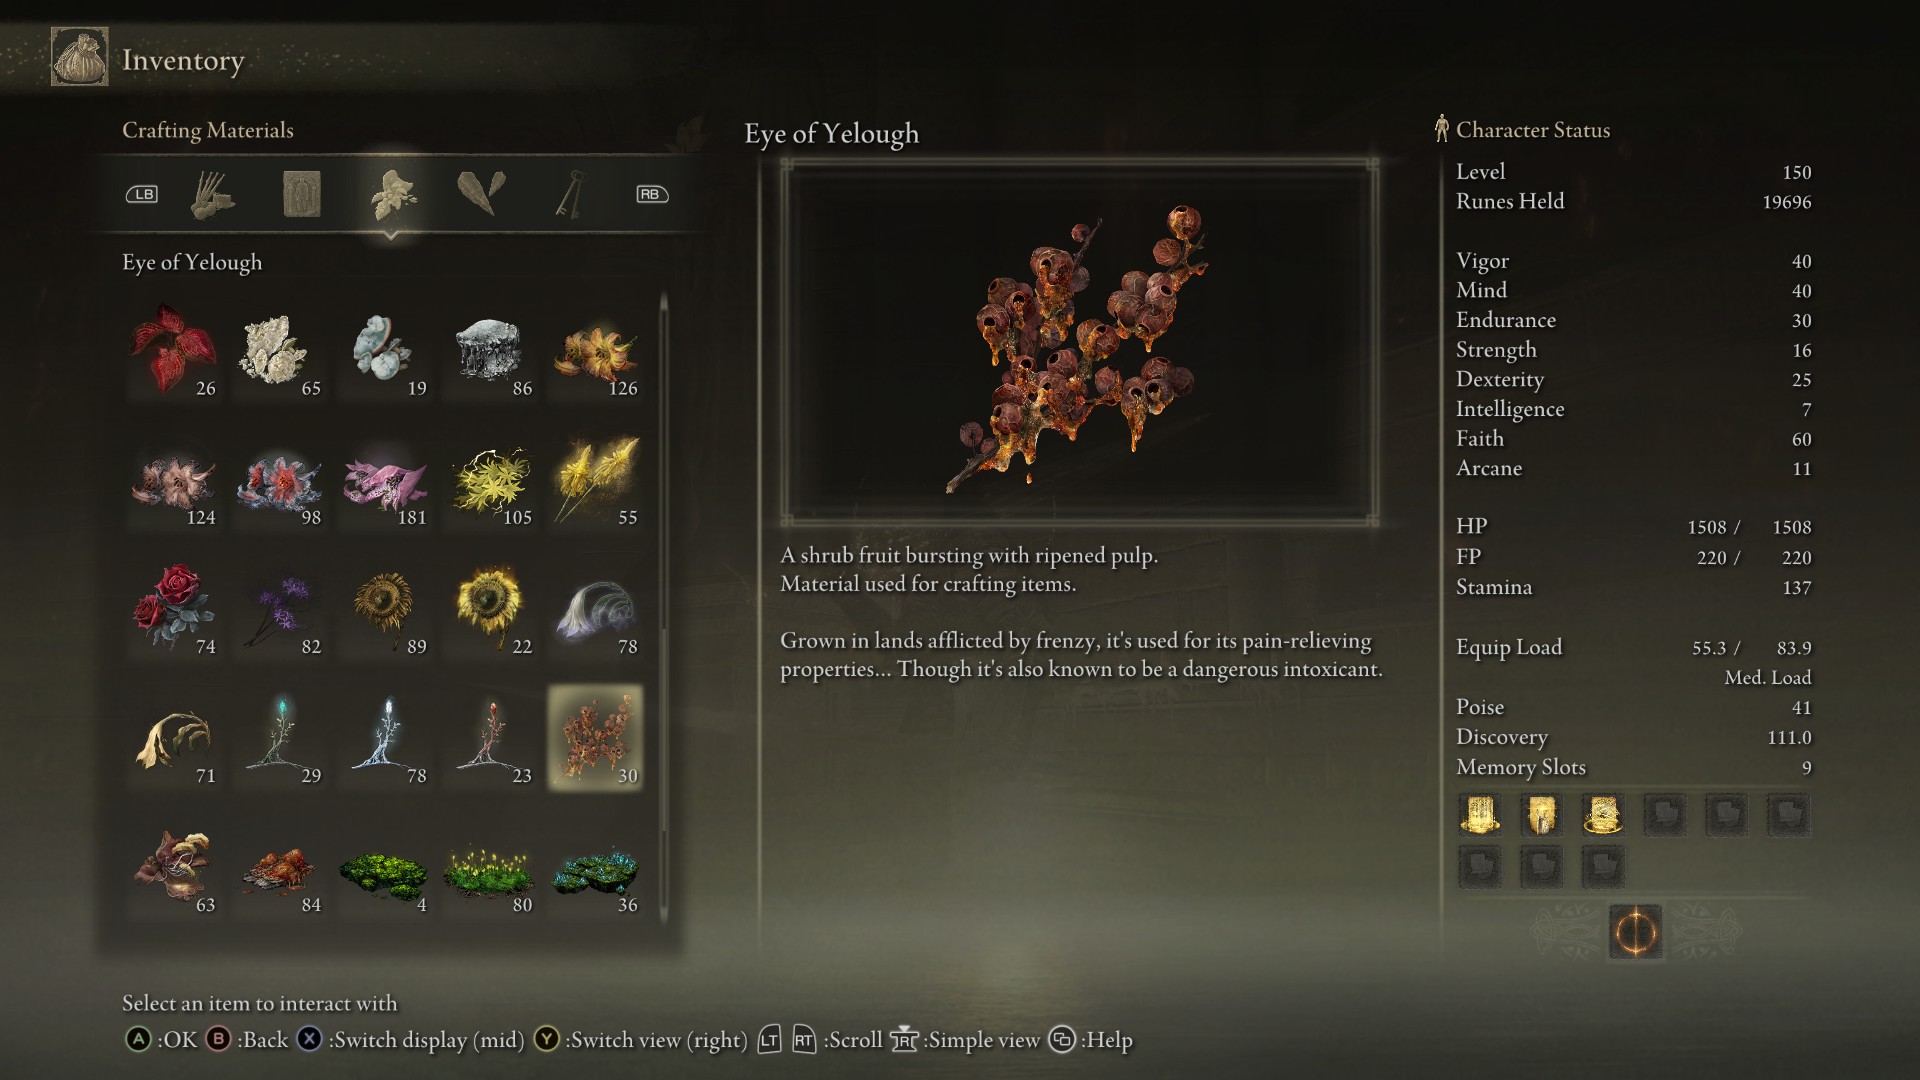 Inventory
Crafting Materials
LB
RB
Eye of Yelough
26 65 19 86 126
124 98 181 105 55
74 82 89 22 78
71 29 78 23 30
63 84 4 80 36
Eye of Yelough
A shrub fruit bursting with ripened pulp.
Material used for crafting items.
Grown in lands afflicted by frenzy, it's used for its pain-relieving
properties... Though it's also known to be a dangerous intoxicant.
Character Status
Level 150
Runes Held 19696
Vigor 40
Mind 40
Endurance 30
Strength 16
Dexterity 25
Intelligence 7
Faith 60
Arcane 11
HP 1508 / 1508
FP 220 / 220
Stamina 137
Equip Load 55.3 / 83.9
Med. Load
Poise 41
Discovery 111.0
Memory Slots 9
Select an item to interact with
A :OK B :Back X :Switch display (mid) Y :Switch view (right) LT RT :Scroll R :Simple view :Help